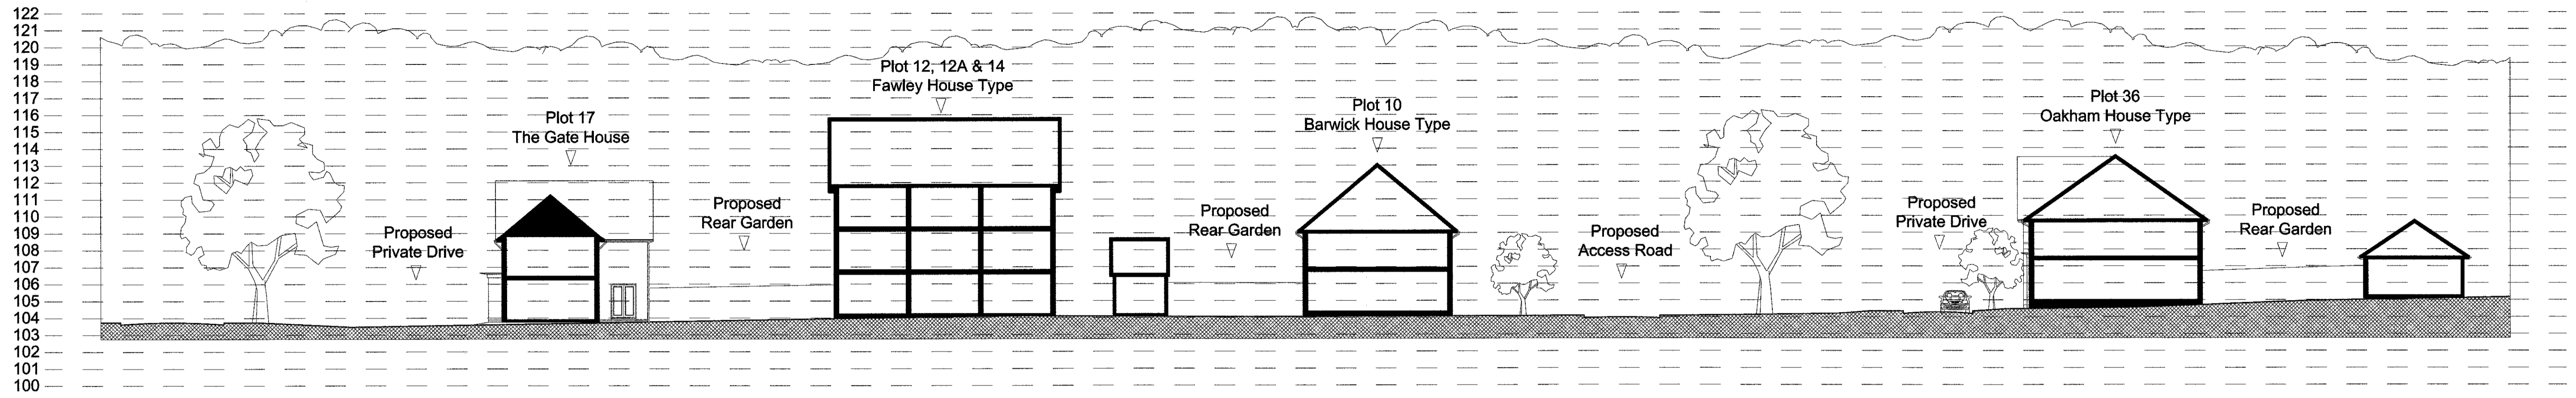 122
121
120
119
118
117
116
115
114
113
112
111
110
109
108
107
106
105
104
103
102
101
100
Proposed
Private Drive
Plot 17
The Gate House
Proposed
Rear Garden
Plot 12, 12A & 14
Fawley House Type
Proposed
Rear Garden
Plot 10
Barwick House Type
Proposed
Access Road
Proposed
Private Drive
Plot 36
Oakham House Type
Proposed
Rear Garden